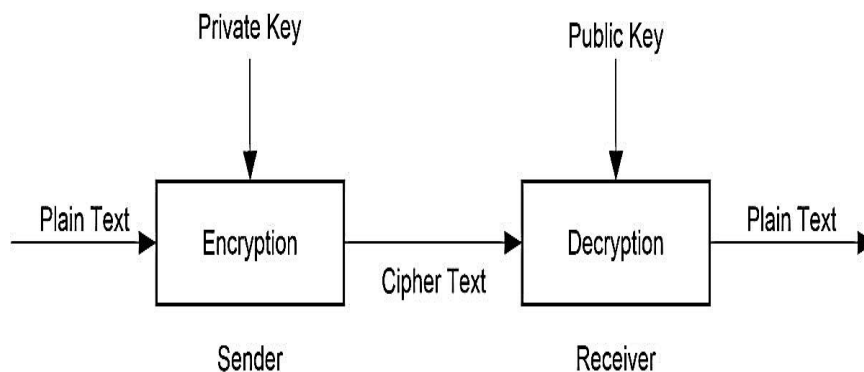 Private Key
Public Key
Plain Text
Encryption
Cipher Text
Decryption
Plain Text
Sender
Receiver